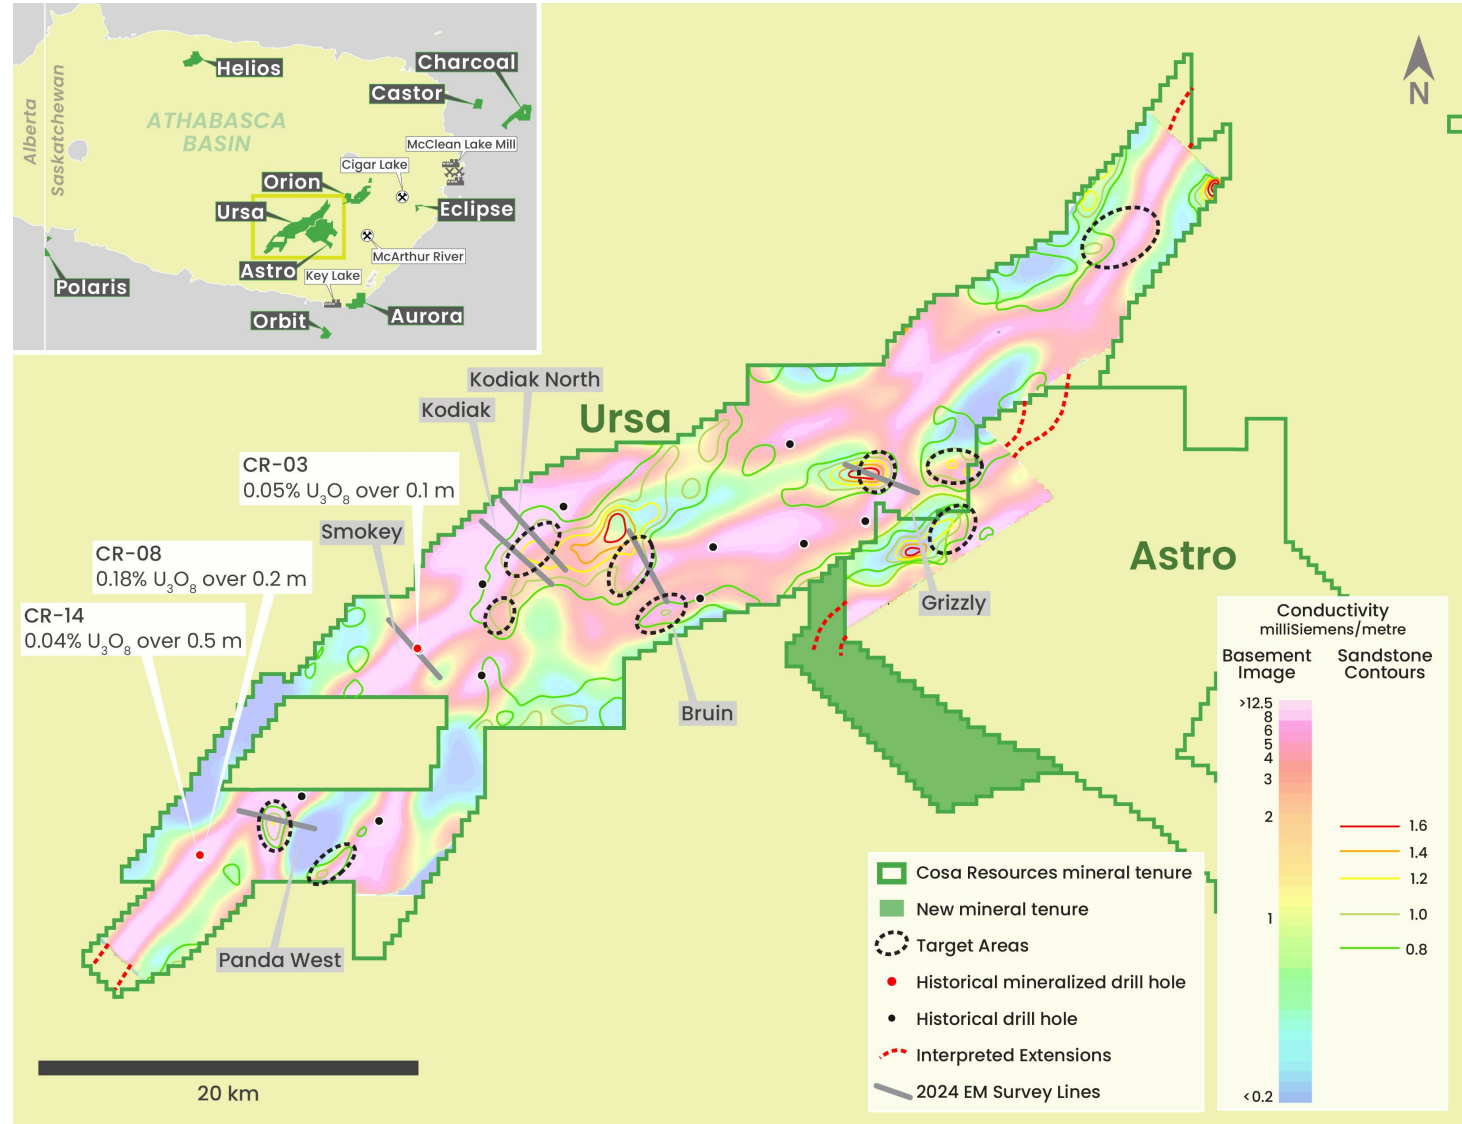 Helios
Charcoal
Castor
Alberta
Saskatchewan
ATHABASCA
BASIN
McClean Lake Mill
Cigar Lake
Orion
Ursa
Eclipse
McArthur River
Astro
Key Lake
Polaris
Orbit
Aurora
N
Kodiak North
Kodiak
Ursa
CR-03
0.05% U3O8 over 0.1 m
Smokey
CR-08
0.18% U3O8 over 0.2 m
CR-14
0.04% U3O8 over 0.5 m
Astro
Grizzly
Bruin
Panda West
20 km
Conductivity
milliSiemens/metre
Basement
Image
Sandstone
Contours
>12.5
8
6
5
4
3
2
1
<0.2
1.6
1.4
1.2
1.0
0.8
Cosa Resources mineral tenure
New mineral tenure
Target Areas
Historical mineralized drill hole
Historical drill hole
Interpreted Extensions
2024 EM Survey Lines